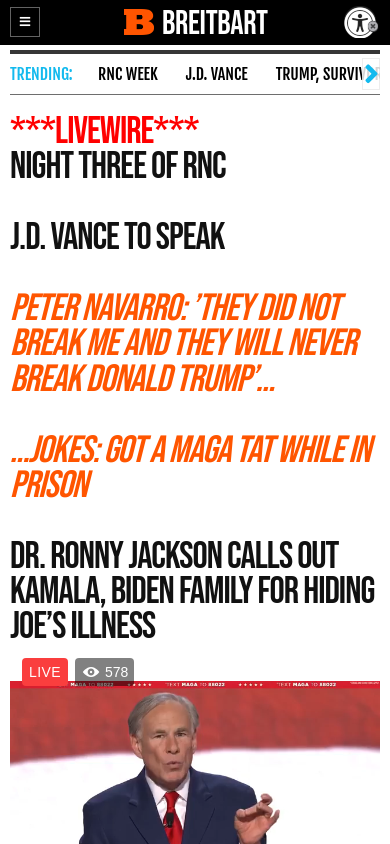 BREITBART
TRENDING: RNC WEEK J.D. VANCE TRUMP, SURVIV
***LIVEWIRE***
NIGHT THREE OF RNC
J.D. VANCE TO SPEAK
PETER NAVARRO: ’THEY DID NOT
BREAK ME AND THEY WILL NEVER
BREAK DONALD TRUMP’…
…JOKES: GOT A MAGA TAT WHILE IN
PRISON
DR. RONNY JACKSON CALLS OUT
KAMALA, BIDEN FAMILY FOR HIDING
JOE’S ILLNESS
LIVE 578
TEXT MAGA TO 88022